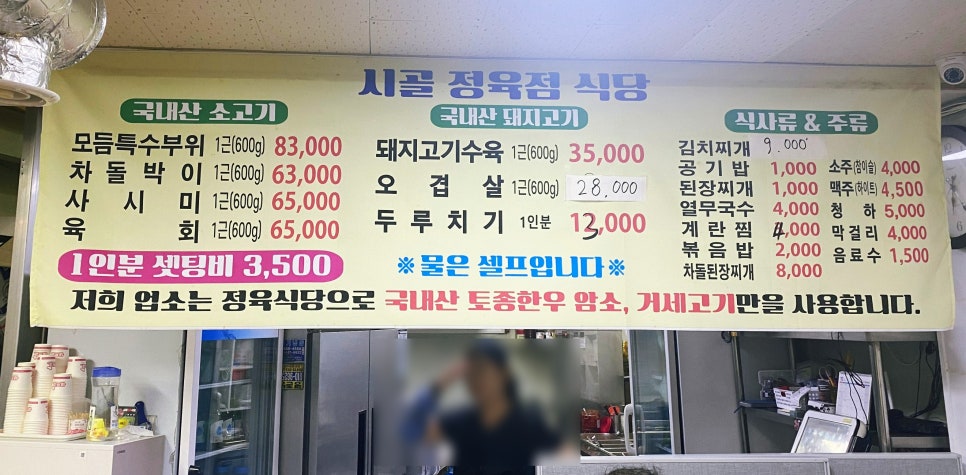 시골 정육점 식당
국내산 소고기
모듬특수부위 1근(600g) 83,000
차돌박이 1근(600g) 63,000
사시미 1근(600g) 65,000
육회 1근(600g) 65,000
1인분 셋팅비 3,500
국내산 돼지고기
돼지고기수육 1근(600g) 35,000
오겹살 1근(600g) 28,000
두루치기 1인분 13,000
※물은 셀프입니다※
식사류 & 주류
김치찌개 9,000
공기밥 1,000
된장찌개 1,000
열무국수 4,000
계란찜 4,000
볶음밥 2,000
차돌된장찌개 8,000
소주(참이슬) 4,000
맥주(하이트) 4,500
청하 5,000
막걸리 4,000
음료수 1,500
저희 업소는 정육식당으로 국내산 토종한우 암소, 거세고기만을 사용합니다.